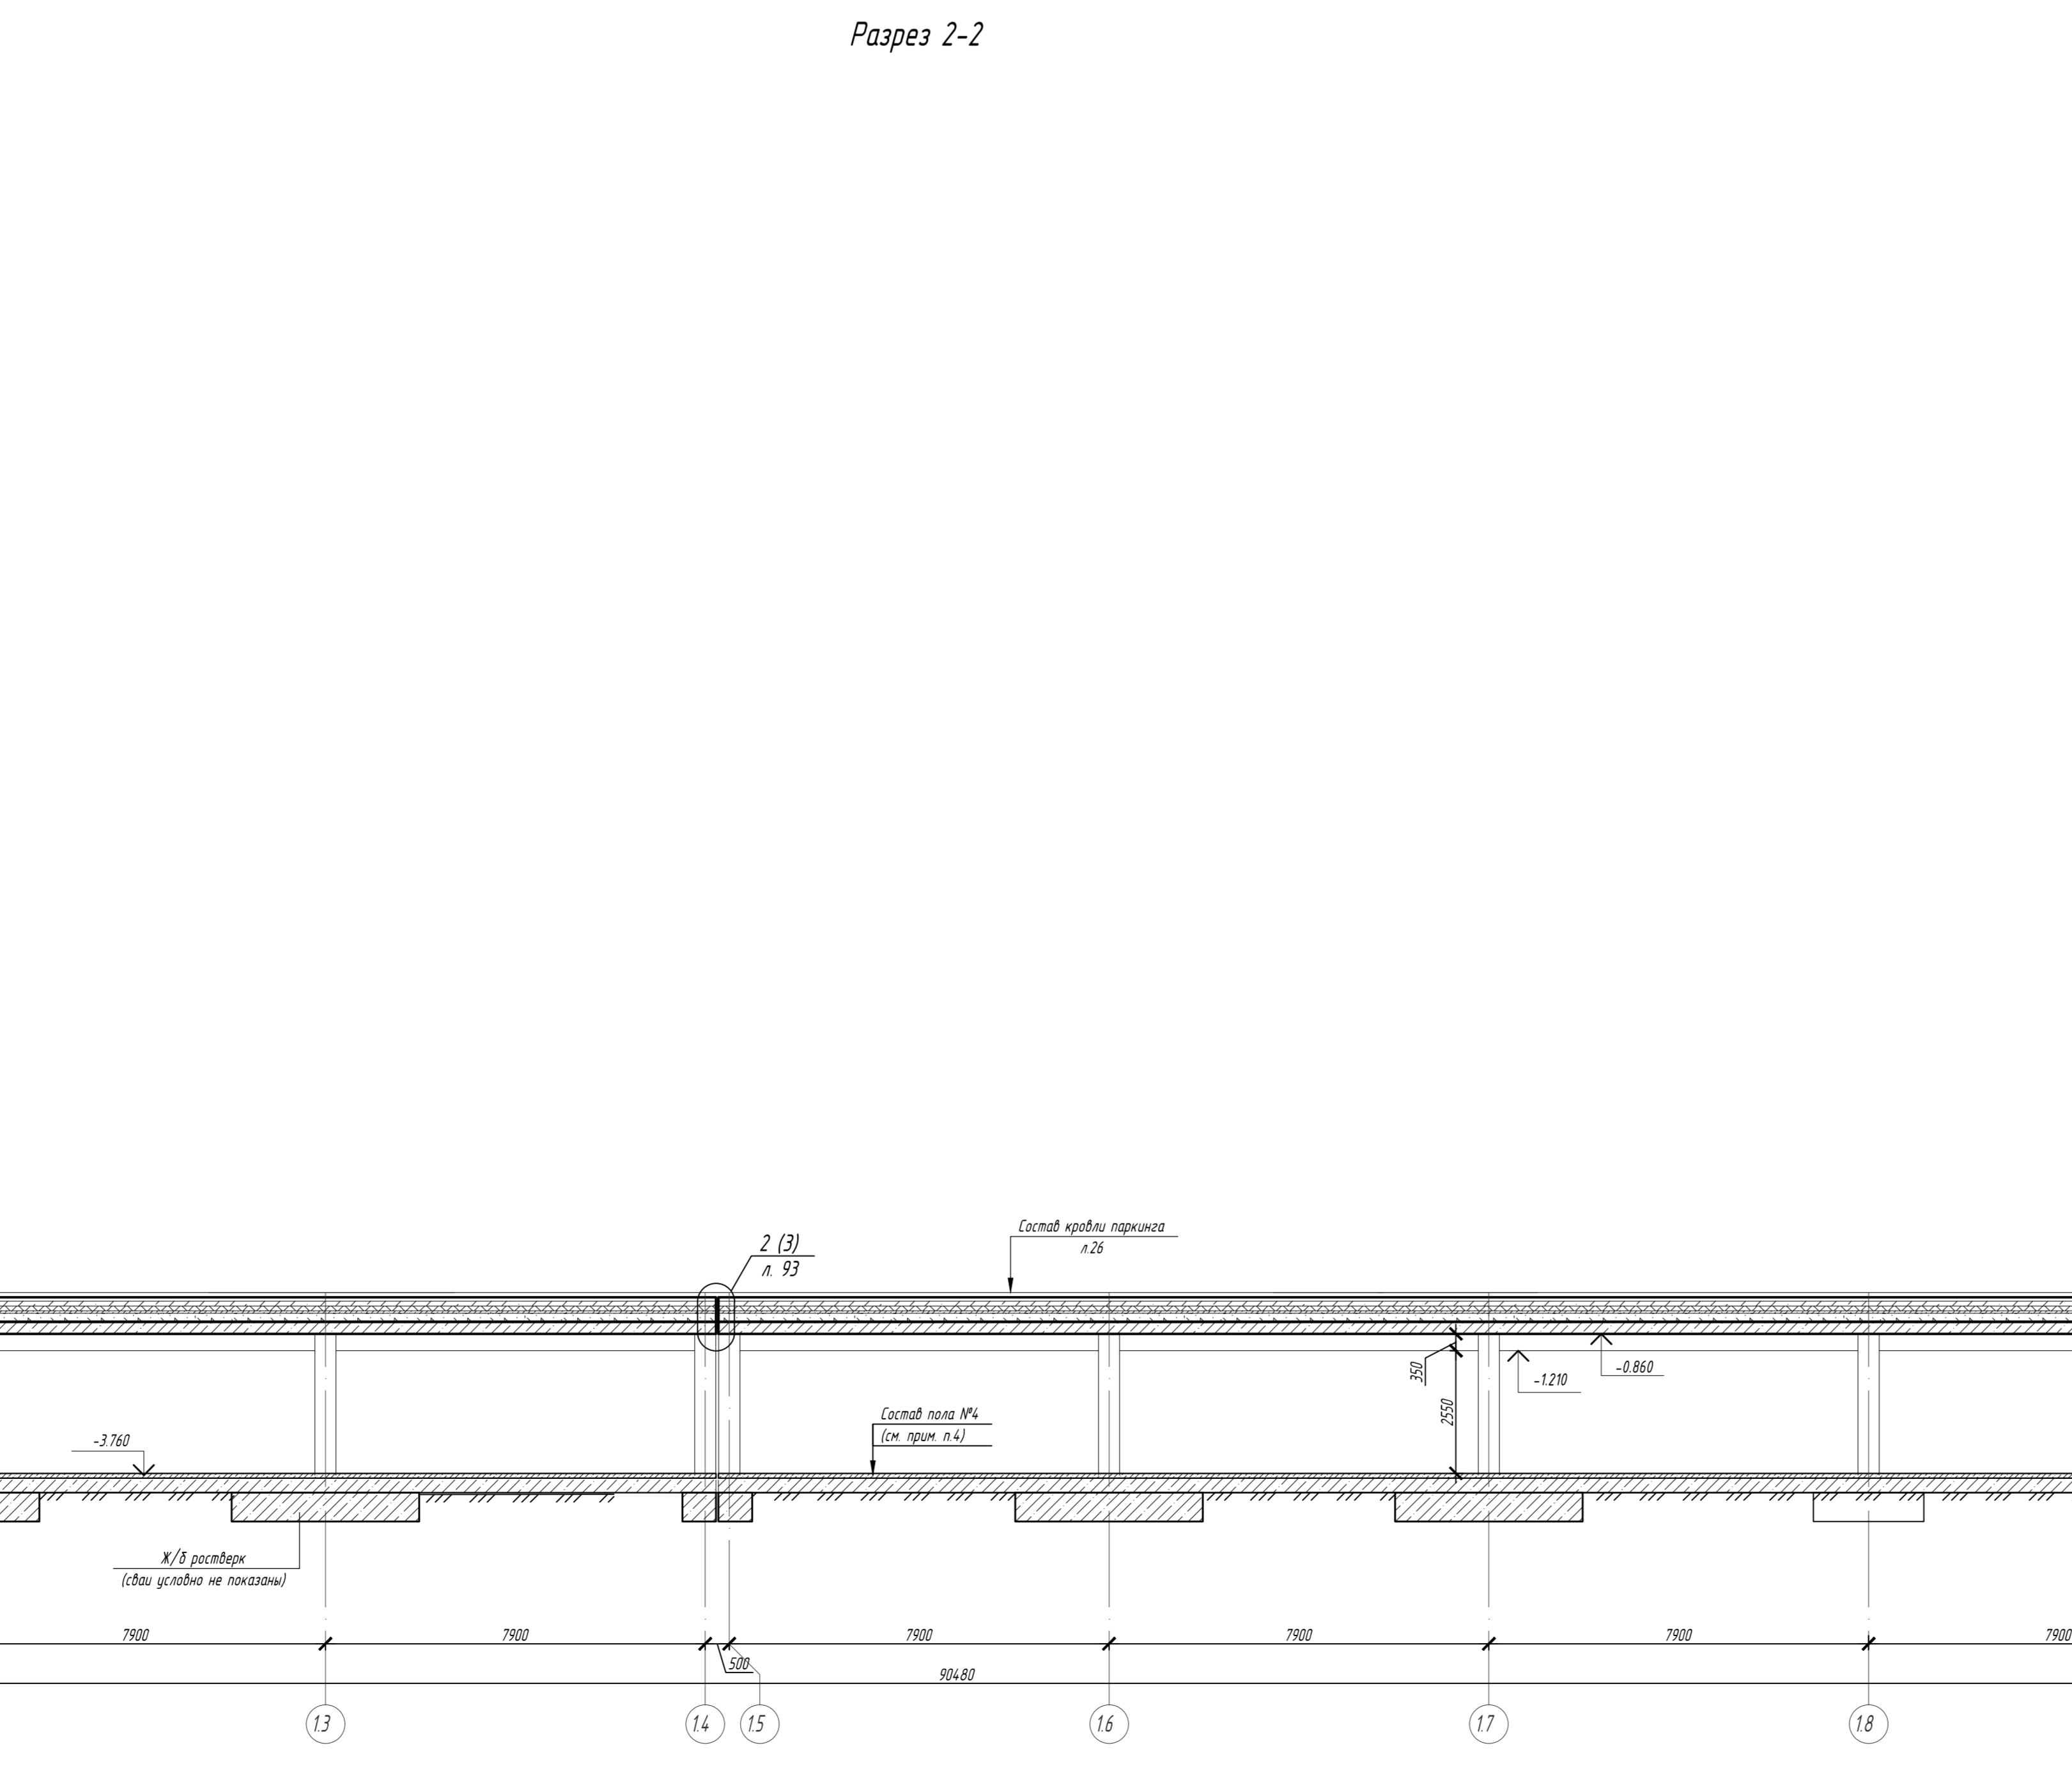 Разрез 2-2
Состав кровли паркинга
л.26
2 (3)
л. 93
350
-0.860
-1.210
2550
Состав пола №4
(см. прим. п.4)
-3.760
Ж/б ростверк
(сваи условно не показаны)
7900 7900 7900 7900 7900 7900
500
90480
1.3 1.4 1.5 1.6 1.7 1.8